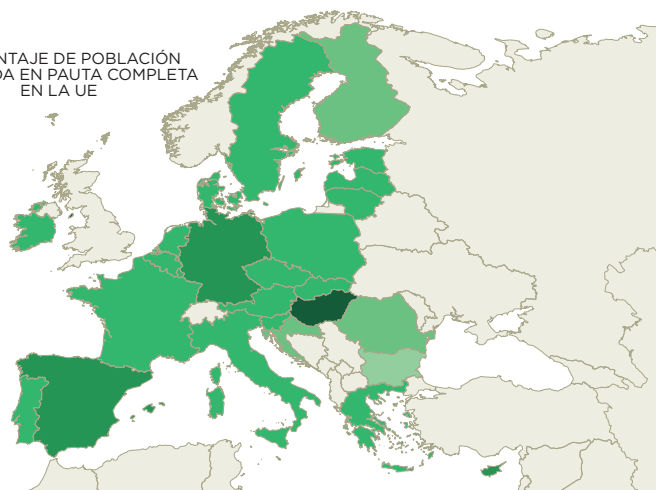 NTAJE DE POBLACIÓN
DA EN PAUTA COMPLETA
EN LA UE